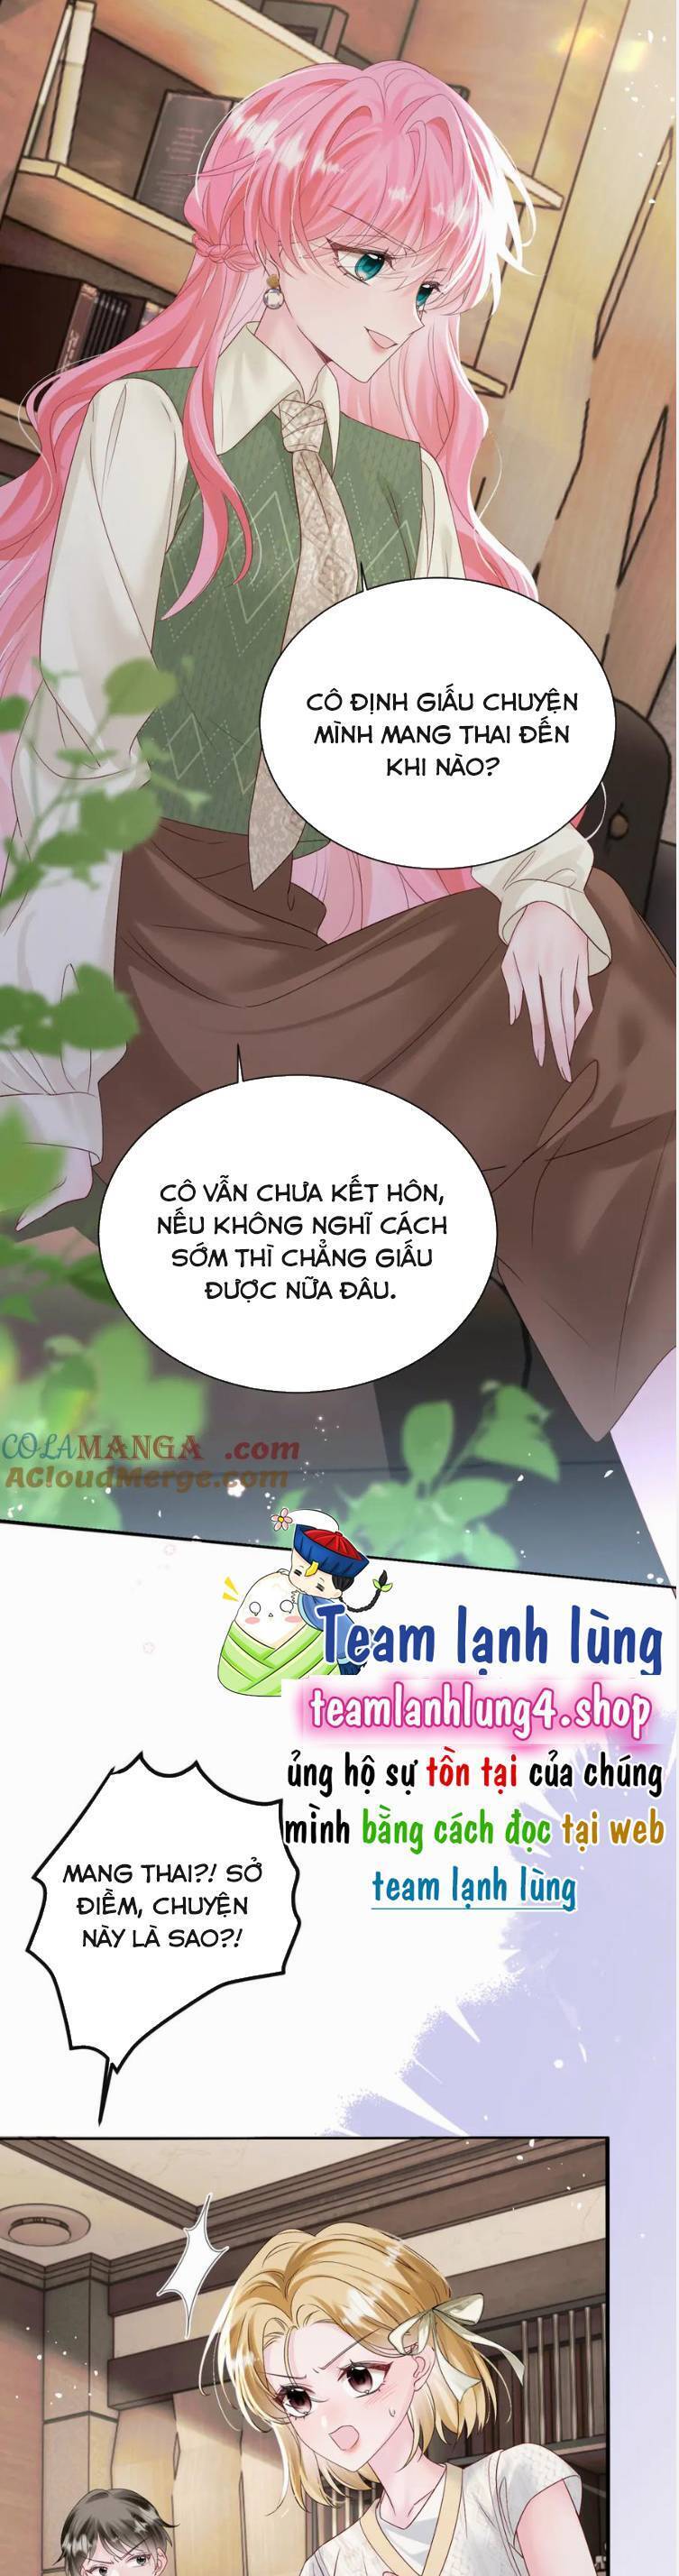 CÔ ĐỊNH GIẤU CHUYỆN
MÌNH MANG THAI ĐẾN
KHI NÀO?
CÔ VẪN CHƯA KẾT HÔN,
NẾU KHÔNG NGHĨ CÁCH
SỚM THÌ CHẲNG GIẤU
ĐƯỢC NỮA ĐÂU.
COLAMANGA.com
ACloudMerge.com
Team lạnh lùng
teamlanhlung4.shop
ủng hộ sự tồn tại của chúng
mình bằng cách đọc tại web
team lạnh lùng
MANG THAI?! SỞ
ĐIỀM, CHUYỆN
NÀY LÀ SAO?!